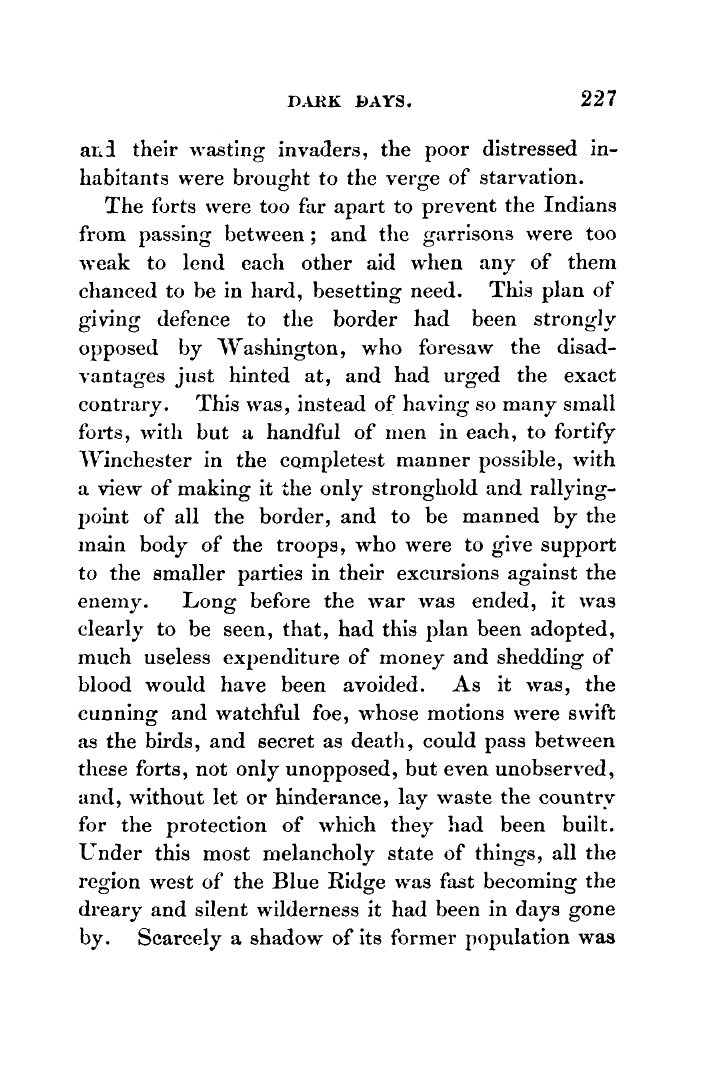 DARK DAYS. 227
and their wasting invaders, the poor distressed in-
habitants were brought to the verge of starvation.
The forts were too far apart to prevent the Indians
from passing between; and the garrisons were too
weak to lend each other aid when any of them
chanced to be in hard, besetting need. This plan of
giving defence to the border had been strongly
opposed by Washington, who foresaw the disad-
vantages just hinted at, and had urged the exact
contrary. This was, instead of having so many small
forts, with but a handful of men in each, to fortify
Winchester in the completest manner possible, with
a view of making it the only stronghold and rallying-
point of all the border, and to be manned by the
main body of the troops, who were to give support
to the smaller parties in their excursions against the
enemy. Long before the war was ended, it was
clearly to be seen, that, had this plan been adopted,
much useless expenditure of money and shedding of
blood would have been avoided. As it was, the
cunning and watchful foe, whose motions were swift
as the birds, and secret as death, could pass between
these forts, not only unopposed, but even unobserved,
and, without let or hinderance, lay waste the country
for the protection of which they had been built.
Under this most melancholy state of things, all the
region west of the Blue Ridge was fast becoming the
dreary and silent wilderness it had been in days gone
by. Scarcely a shadow of its former population was